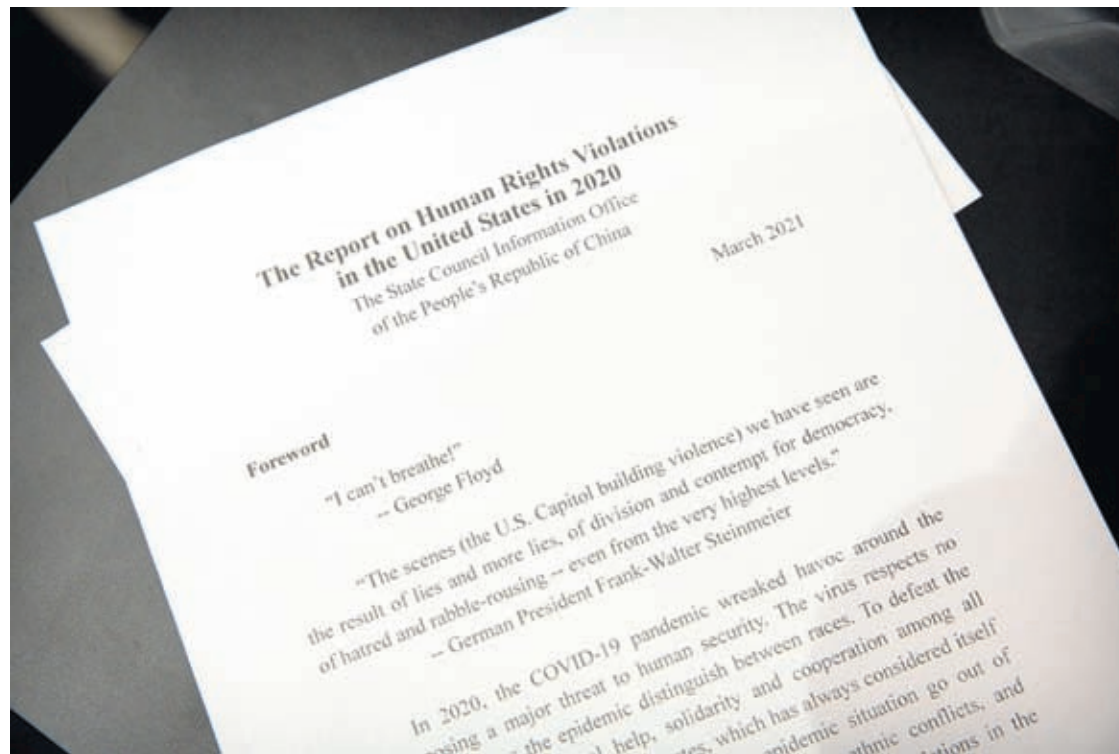 The Report on Human Rights Violations
in the United States in 2020
The State Council Information Office
of the People's Republic of China
March 2021
Foreword
"I can't breathe!"
-- George Floyd
"The scenes (the U.S. Capitol building violence) we have seen are
the result of lies and more lies, of division and contempt for democracy,
of hatred and rabble-rousing -- even from the very highest levels."
-- German President Frank-Walter Steinmeier
In 2020, the COVID-19 pandemic wreaked havoc around the
posing a major threat to human security. The virus respects no
the epidemic distinguish between races. To defeat the
help, solidarity and cooperation among all
which has always considered itself
epidemic situation go out of
conflicts, and
in the